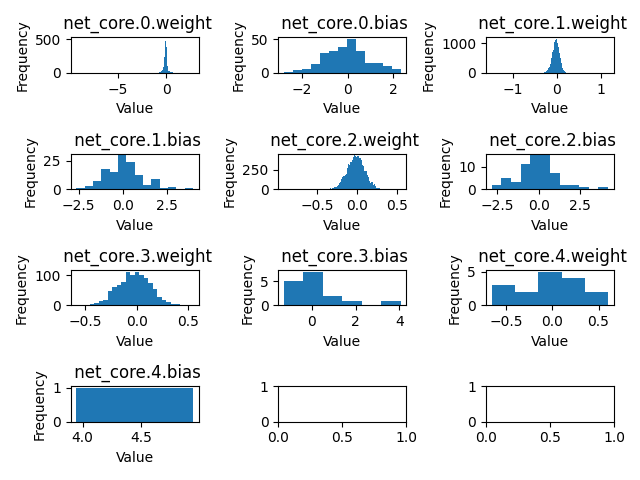 net_core.0.weight
Frequency
500
0
−5
0
Value
net_core.0.bias
Frequency
50
0
−2
0
2
Value
net_core.1.weight
Frequency
1000
0
−1
0
1
Value
net_core.1.bias
Frequency
25
0
−2.5
0.0
2.5
Value
net_core.2.weight
Frequency
250
0
−0.5
0.0
0.5
Value
net_core.2.bias
Frequency
10
0
−2.5
0.0
2.5
Value
net_core.3.weight
Frequency
100
0
−0.5
0.0
0.5
Value
net_core.3.bias
Frequency
5
0
0
2
4
Value
net_core.4.weight
Frequency
5
0
−0.5
0.0
0.5
Value
net_core.4.bias
Frequency
1
0
4.0
4.5
Value
1
0
0.0
0.5
1.0
1
0
0.0
0.5
1.0